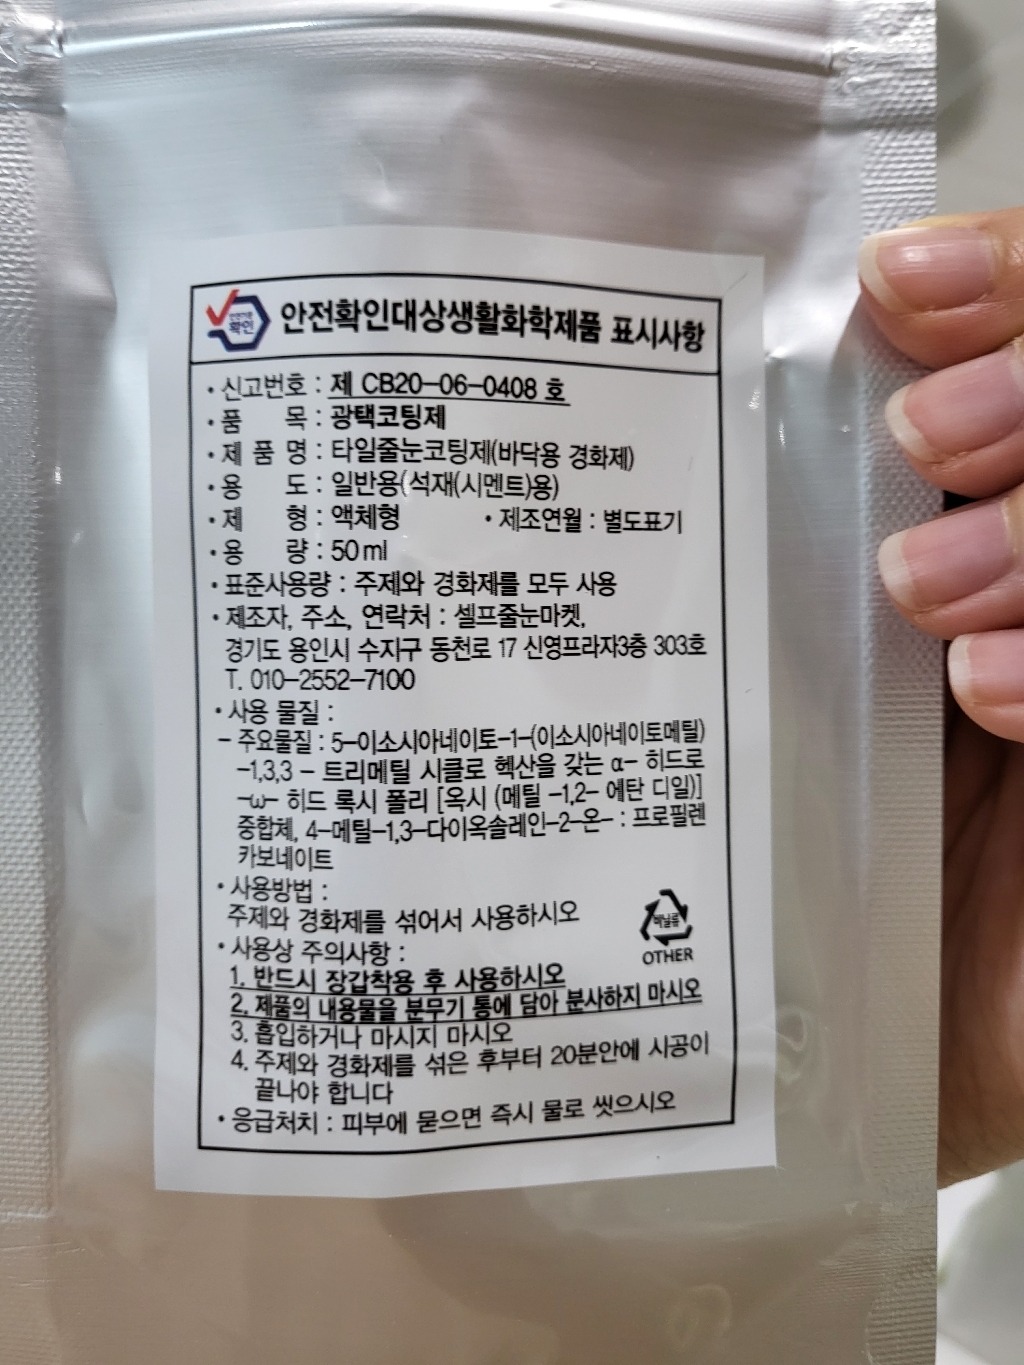 확인
안전확인대상생활화학제품 표시사항
• 신고번호 : 제 CB20-06-0408 호
• 품 목 : 광택코팅제
• 제 품 명 : 타일줄눈코팅제(바닥용 경화제)
• 용 도 : 일반용(석재(시멘트)용)
• 제 형 : 액체형 • 제조연월 : 별도표기
• 용 량 : 50ml
• 표준사용량 : 주제와 경화제를 모두 사용
• 제조자, 주소, 연락처 : 셀프줄눈마켓,
경기도 용인시 수지구 동천로 17 신영프라자3층 303호
T. 010-2552-7100
• 사용 물질 :
- 주요물질 : 5-이소시아네이토-1-(이소시아네이토메틸)
-1,3,3 - 트리메틸 시클로 헥산을 갖는 α- 히드로
-ω- 히드 록시 폴리 [옥시 (메틸 -1,2- 에탄 디일)]
중합체, 4-메틸-1,3-다이옥솔레인-2-온- : 프로필렌
카보네이트
• 사용방법 :
주제와 경화제를 섞어서 사용하시오
비닐류
OTHER
• 사용상 주의사항 :
1. 반드시 장갑착용 후 사용하시오
2. 제품의 내용물을 분무기 통에 담아 분사하지 마시오
3. 흡입하거나 마시지 마시오
4. 주제와 경화제를 섞은 후부터 20분안에 시공이
끝나야 합니다
• 응급처치 : 피부에 묻으면 즉시 물로 씻으시오